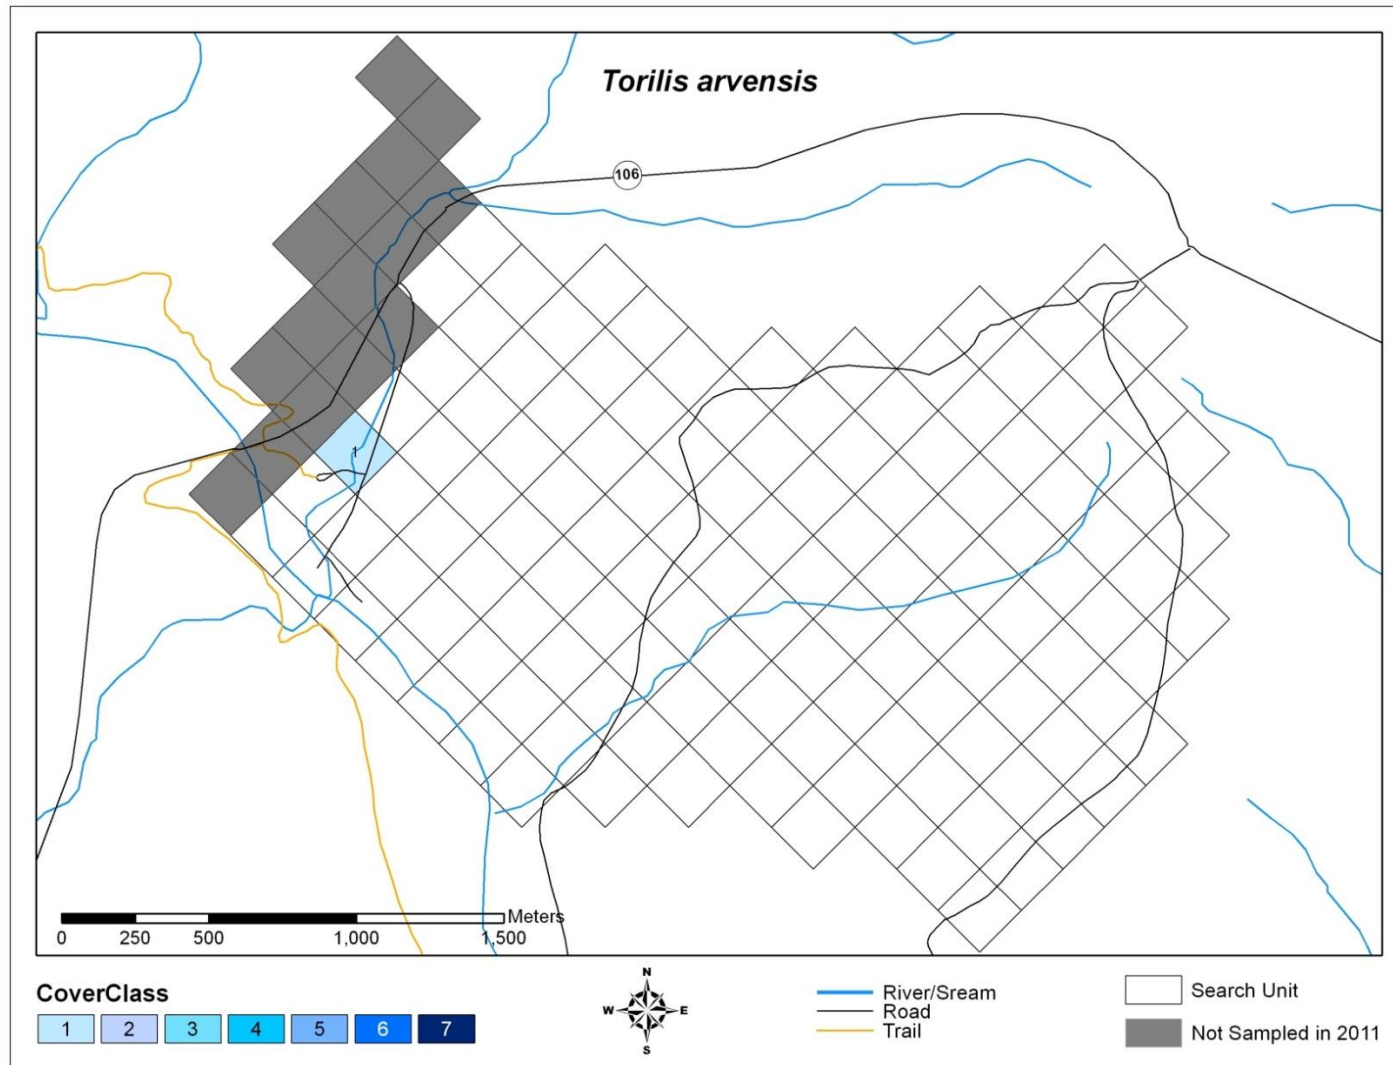 Torilis arvensis
106
1
Meters
0 250 500 1,000 1,500
CoverClass
1 2 3 4 5 6 7
N
W E
S
River/Sream
Road
Trail
Search Unit
Not Sampled in 2011